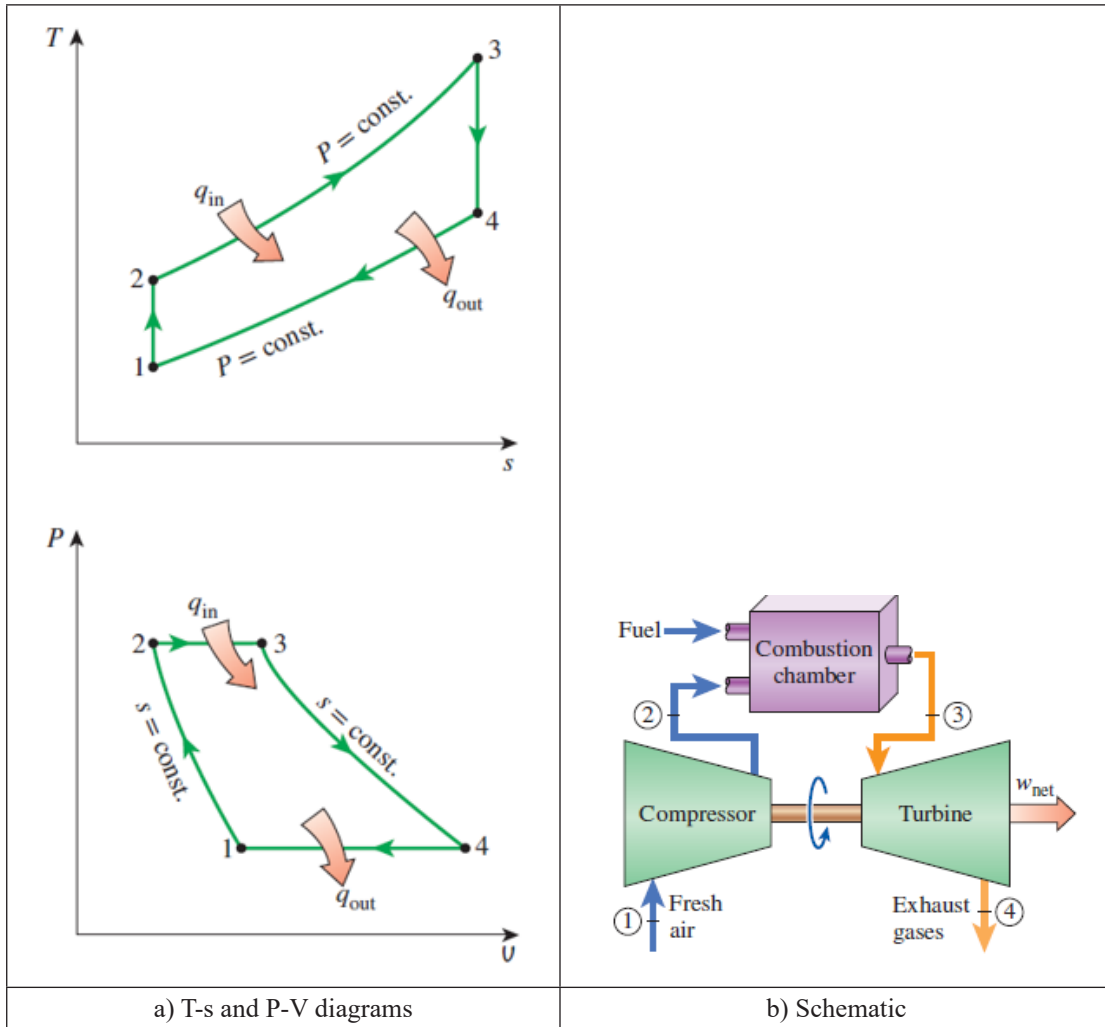 T
3
P = const.
q_in
4
2
q_out
P = const.
1
s
P
q_in
2
3
s = const.
s = const.
1
4
q_out
υ
a) T-s and P-V diagrams
Fuel
Combustion
chamber
2
3
w_net
Compressor
Turbine
1
Fresh
air
Exhaust
gases
4
b) Schematic